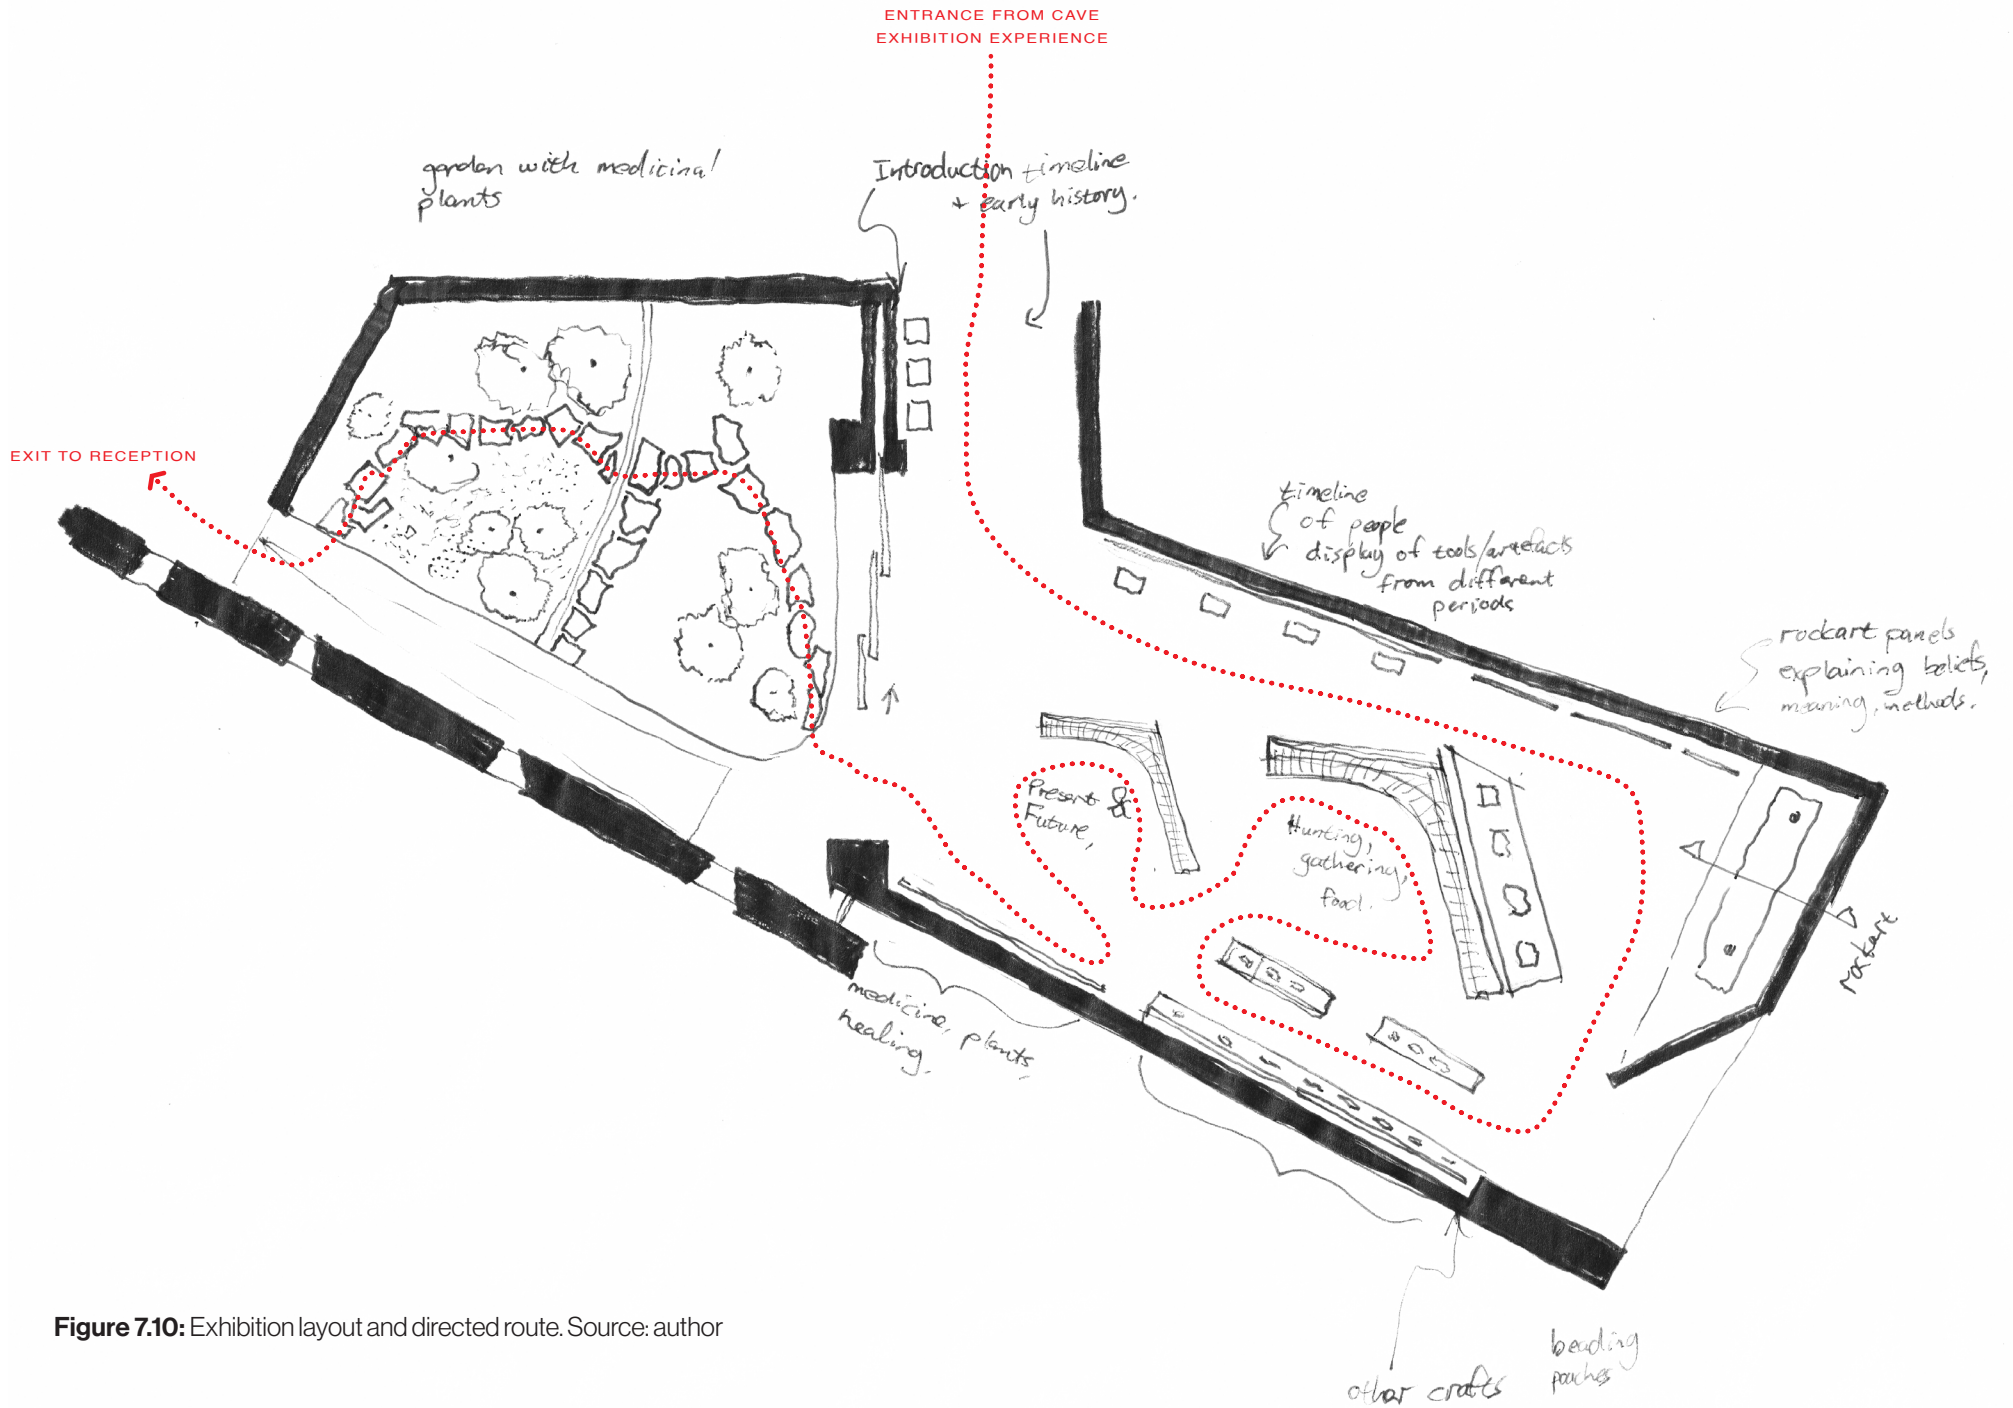 ENTRANCE FROM CAVE
EXHIBITION EXPERIENCE
garden with medicinal
plants
Introduction timeline
+ early history.
EXIT TO RECEPTION
timeline
of people
display of tools/artefacts
from different
periods
rockart panels
explaining beliefs,
meaning, methods.
Present &
Future,
Hunting,
gathering,
food.
rockart
medicine, plants,
healing,
other crafts
beading
pouches
Figure 7.10: Exhibition layout and directed route. Source: author